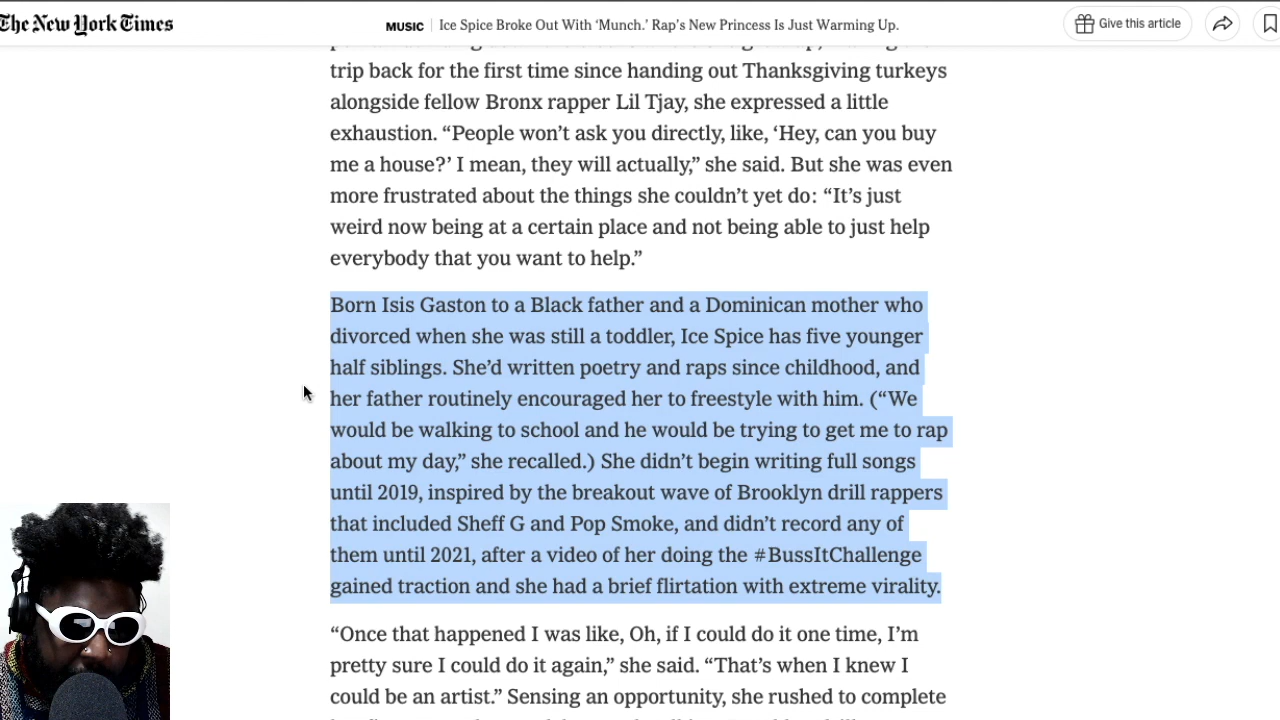 The New York Times
MUSIC | Ice Spice Broke Out With ‘Munch.’ Rap’s New Princess Is Just Warming Up.
Give this article
trip back for the first time since handing out Thanksgiving turkeys
alongside fellow Bronx rapper Lil Tjay, she expressed a little
exhaustion. “People won’t ask you directly, like, ‘Hey, can you buy
me a house?’ I mean, they will actually,” she said. But she was even
more frustrated about the things she couldn’t yet do: “It’s just
weird now being at a certain place and not being able to just help
everybody that you want to help.”
Born Isis Gaston to a Black father and a Dominican mother who
divorced when she was still a toddler, Ice Spice has five younger
half siblings. She’d written poetry and raps since childhood, and
her father routinely encouraged her to freestyle with him. (“We
would be walking to school and he would be trying to get me to rap
about my day,” she recalled.) She didn’t begin writing full songs
until 2019, inspired by the breakout wave of Brooklyn drill rappers
that included Sheff G and Pop Smoke, and didn’t record any of
them until 2021, after a video of her doing the #BussItChallenge
gained traction and she had a brief flirtation with extreme virality.
“Once that happened I was like, Oh, if I could do it one time, I’m
pretty sure I could do it again,” she said. “That’s when I knew I
could be an artist.” Sensing an opportunity, she rushed to complete